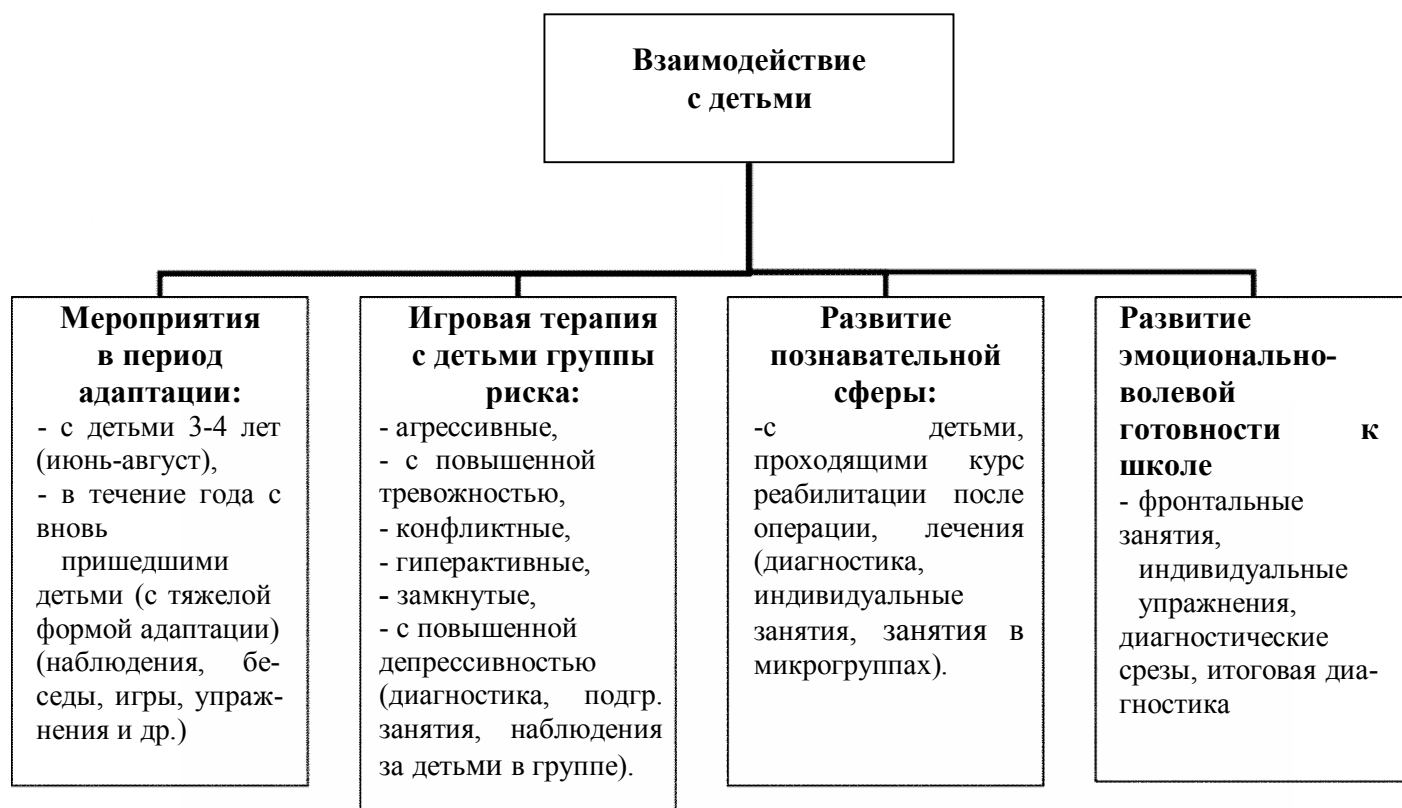 Взаимодействие
с детьми
Мероприятия
в период
адаптации:
- с детьми 3-4 лет
(июнь-август),
- в течение года с
вновь
пришедшими
детьми (с тяжелой
формой адаптации)
(наблюдения, бе-
седы, игры, упраж-
нения и др.)
Игровая терапия
с детьми группы
риска:
- агрессивные,
- с повышенной
тревожностью,
- конфликтные,
- гиперактивные,
- замкнутые,
- с повышенной
депрессивностью
(диагностика, подгр.
занятия, наблюдения
за детьми в группе).
Развитие
познавательной
сферы:
-с детьми,
проходящими курс
реабилитации после
операции, лечения
(диагностика,
индивидуальные
занятия, занятия в
микрогруппах).
Развитие
эмоционально-
волевой
готовности к
школе
- фронтальные
занятия,
индивидуальные
упражнения,
диагностические
срезы, итоговая диа-
гностика